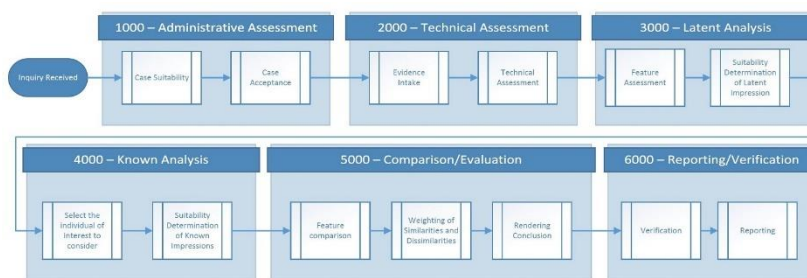 1000 – Administrative Assessment
2000 – Technical Assessment
3000 – Latent Analysis
Inquiry Received
Case Suitability
Case
Acceptance
Evidence
Intake
Technical
Assessment
Feature
Assessment
Suitability
Determination
of Latent
Impression
4000 – Known Analysis
5000 – Comparison/Evaluation
6000 – Reporting/Verification
Select the
Individual of
Interest to
consider
Suitability
Determination
of Known
Impressions
Feature
comparison
Weighting of
Similarities and
Dissimilarities
Rendering
Conclusion
Verification
Reporting